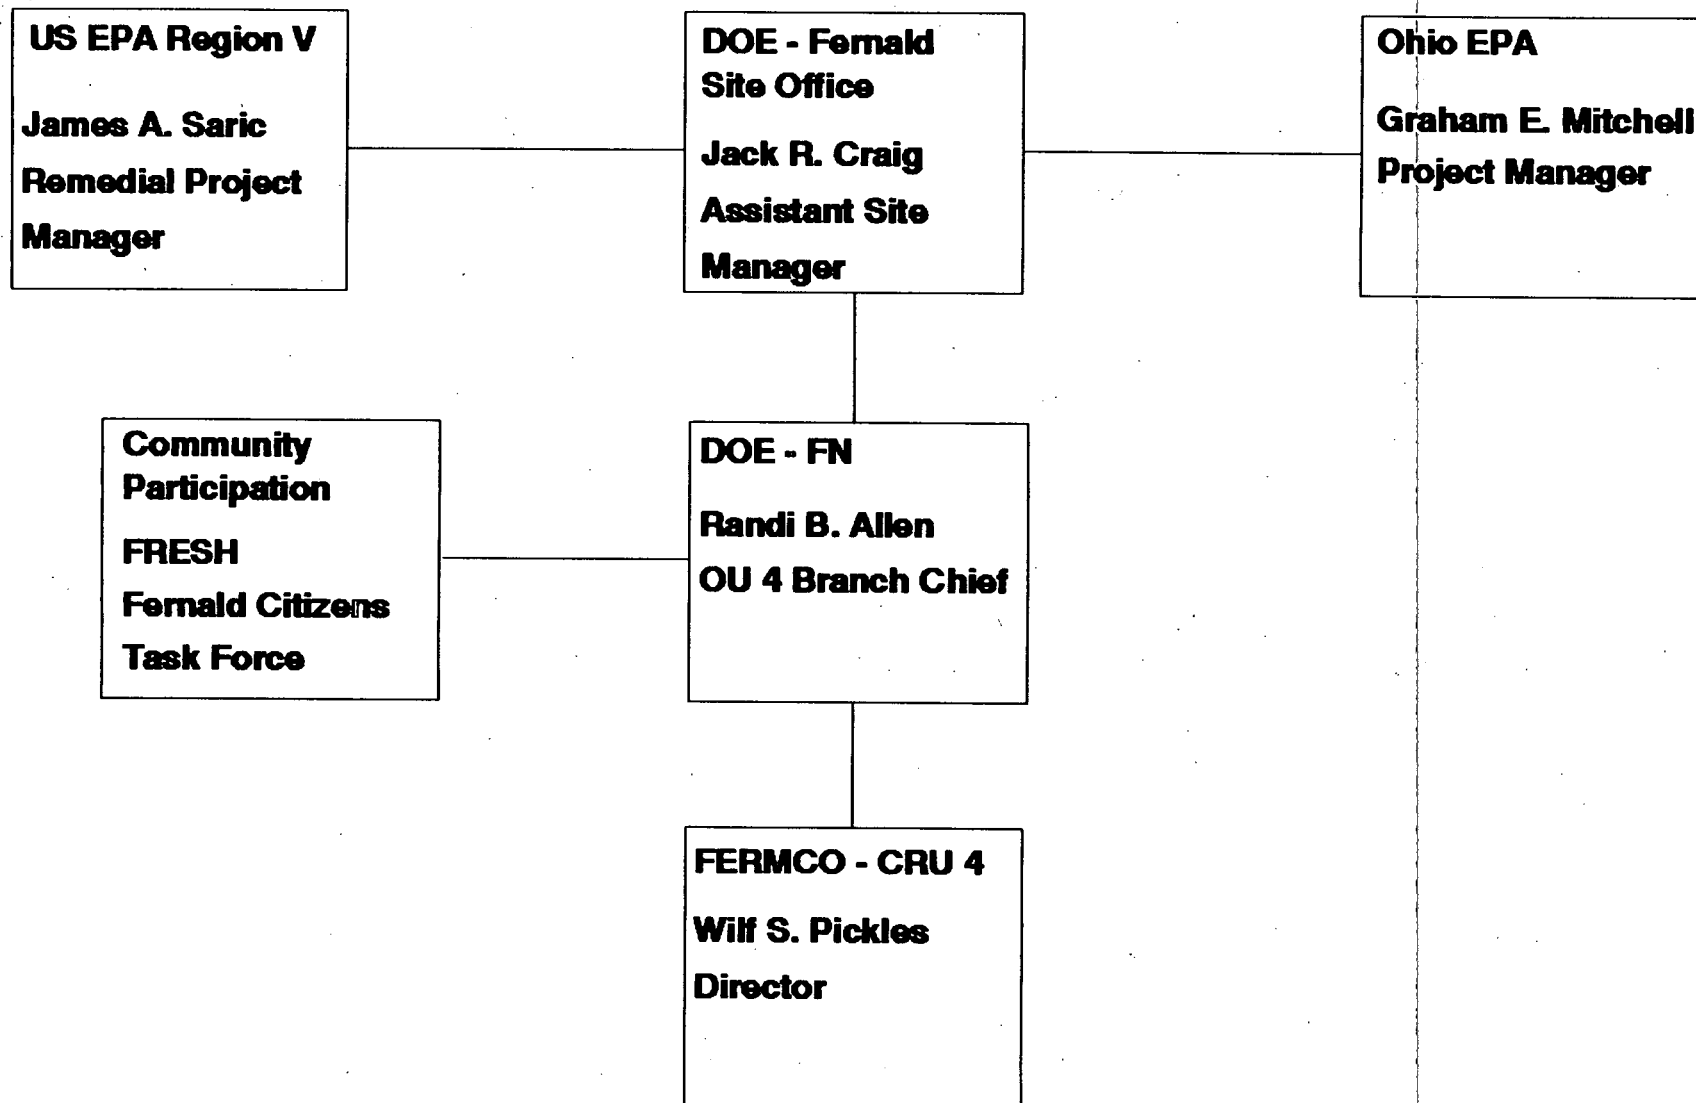 US EPA Region V
James A. Saric
Remedial Project
Manager
DOE - Fernald
Site Office
Jack R. Craig
Assistant Site
Manager
Ohio EPA
Graham E. Mitchell
Project Manager
Community
Participation
FRESH
Fernald Citizens
Task Force
DOE - FN
Randi B. Allen
OU 4 Branch Chief
FERMCO - CRU 4
Wilf S. Pickles
Director